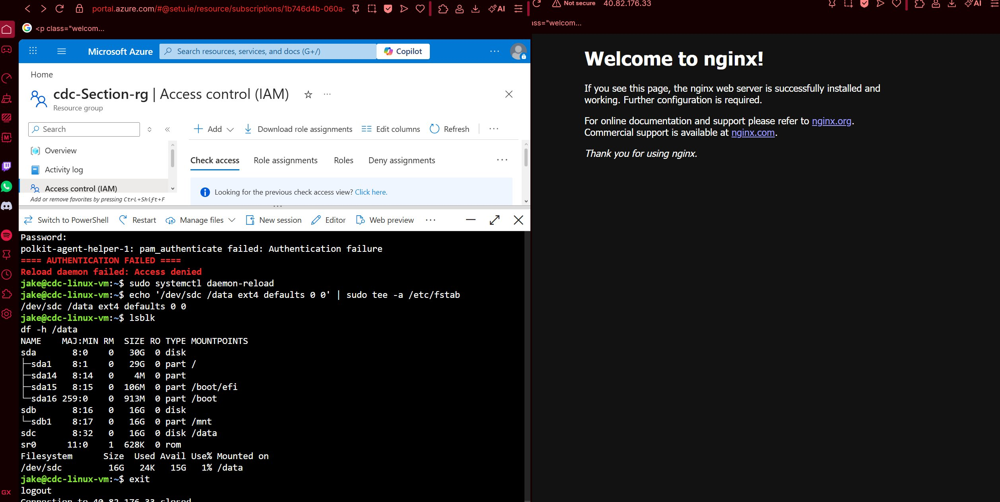 portal.azure.com/#@setu.ie/resource/subscriptions/1b746d4b-060a-
AI
<p class="welcom...
Microsoft Azure
Search resources, services, and docs (G+/)
Copilot
Home
cdc-Section-rg | Access control (IAM)
Resource group
Search
Add
Download role assignments
Edit columns
Refresh
Overview
Activity log
Access control (IAM)
Add or remove favorites by pressing Ctrl+Shift+F
Check access
Role assignments
Roles
Deny assignments
Looking for the previous check access view? Click here.
Switch to PowerShell
Restart
Manage files
New session
Editor
Web preview
Password:
polkit-agent-helper-1: pam_authenticate failed: Authentication failure
==== AUTHENTICATION FAILED ====
Reload daemon failed: Access denied
jake@cdc-linux-vm:~$ sudo systemctl daemon-reload
jake@cdc-linux-vm:~$ echo '/dev/sdc /data ext4 defaults 0 0' | sudo tee -a /etc/fstab
/dev/sdc /data ext4 defaults 0 0
jake@cdc-linux-vm:~$ lsblk
df -h /data
NAME    MAJ:MIN RM  SIZE RO TYPE MOUNTPOINTS
sda       8:0    0   30G  0 disk
├─sda1    8:1    0   29G  0 part /
├─sda14   8:14   0    4M  0 part
├─sda15   8:15   0  106M  0 part /boot/efi
└─sda16 259:0    0  913M  0 part /boot
sdb       8:16   0   16G  0 disk
└─sdb1    8:17   0   16G  0 part /mnt
sdc       8:32   0   16G  0 disk /data
sr0      11:0    1  628K  0 rom
Filesystem      Size  Used Avail Use% Mounted on
/dev/sdc         16G   24K   15G   1% /data
jake@cdc-linux-vm:~$ exit
logout
Connection to 40.82.176.33 closed
GX
Not secure
40.82.176.33
AI
ass="welcom...
Welcome to nginx!
If you see this page, the nginx web server is successfully installed and
working. Further configuration is required.
For online documentation and support please refer to nginx.org.
Commercial support is available at nginx.com.
Thank you for using nginx.